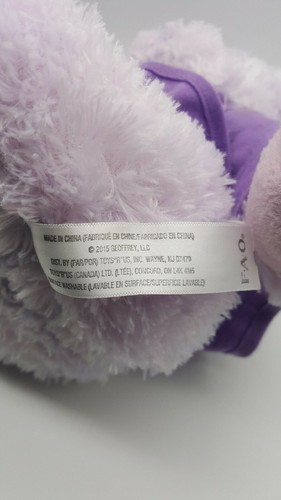 MADE IN CHINA (FABRIQUÉ EN CHINE/FABRICADO EN CHINA)
© 2015 GEOFFREY, LLC
DIST. BY (PAR/POR) TOYS"R"US, INC. WAYNE, NJ 07470
TOYS"R"US (CANADA) LTD. (LTÉE), CONCORD, ON L4K 4M5
WASHABLE (LAVABLE EN SURFACE/SUPERFICIE LAVABLE)
FAO